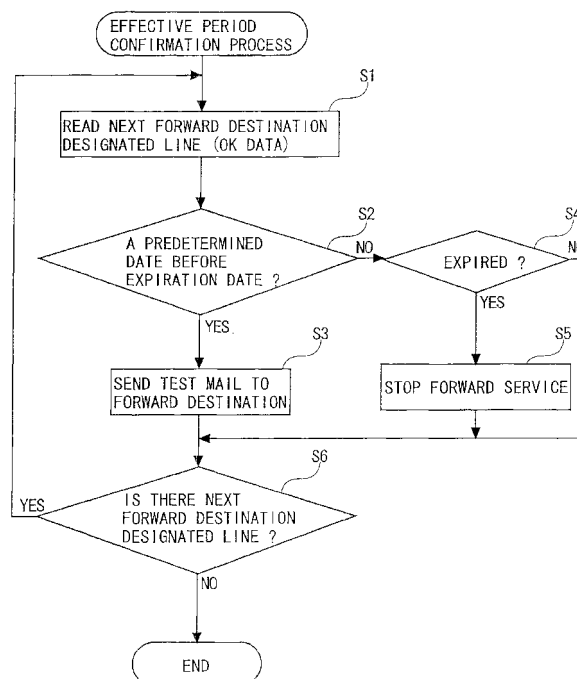 EFFECTIVE PERIOD
CONFIRMATION PROCESS
S1
READ NEXT FORWARD DESTINATION
DESIGNATED LINE (OK DATA)
S2
A PREDETERMINED
DATE BEFORE
EXPIRATION DATE ?
NO
S4
EXPIRED ?
NO
YES
YES
S3
SEND TEST MAIL TO
FORWARD DESTINATION
S5
STOP FORWARD SERVICE
S6
IS THERE NEXT
FORWARD DESTINATION
DESIGNATED LINE ?
YES
NO
END